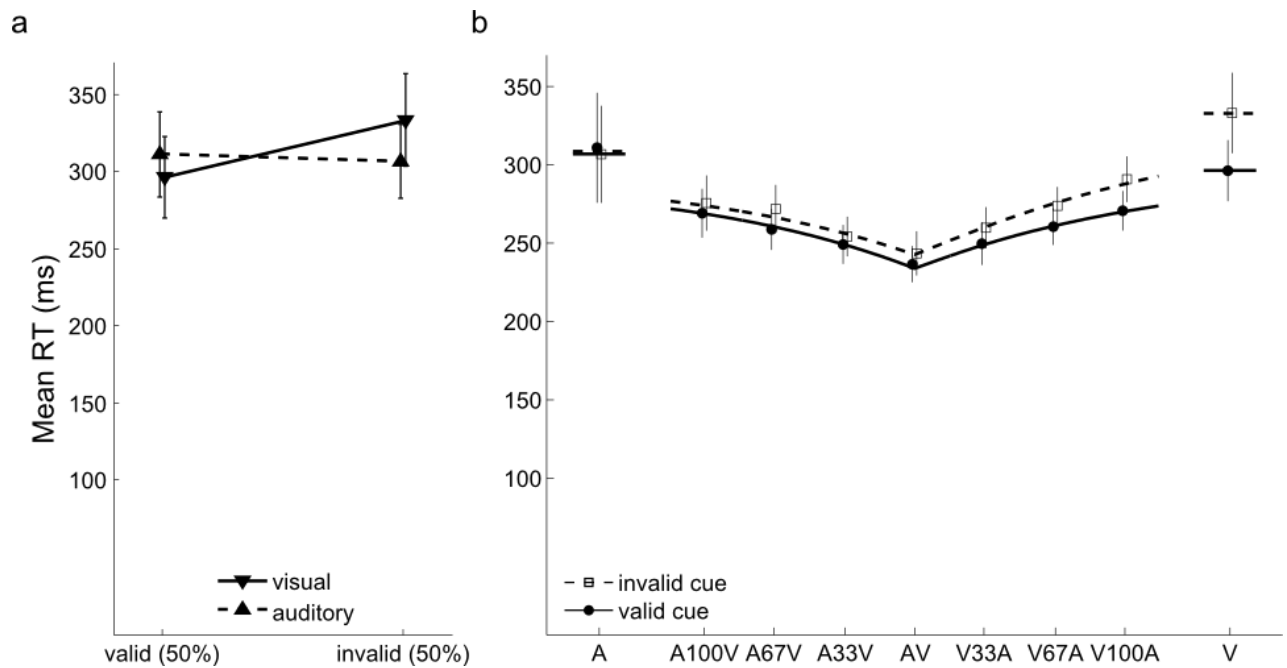 a
350
300
250
200
150
100
Mean RT (ms)
visual
auditory
valid (50%)
invalid (50%)
b
350
300
250
200
150
100
invalid cue
valid cue
A A100V A67V A33V AV V33A V67A V100A V